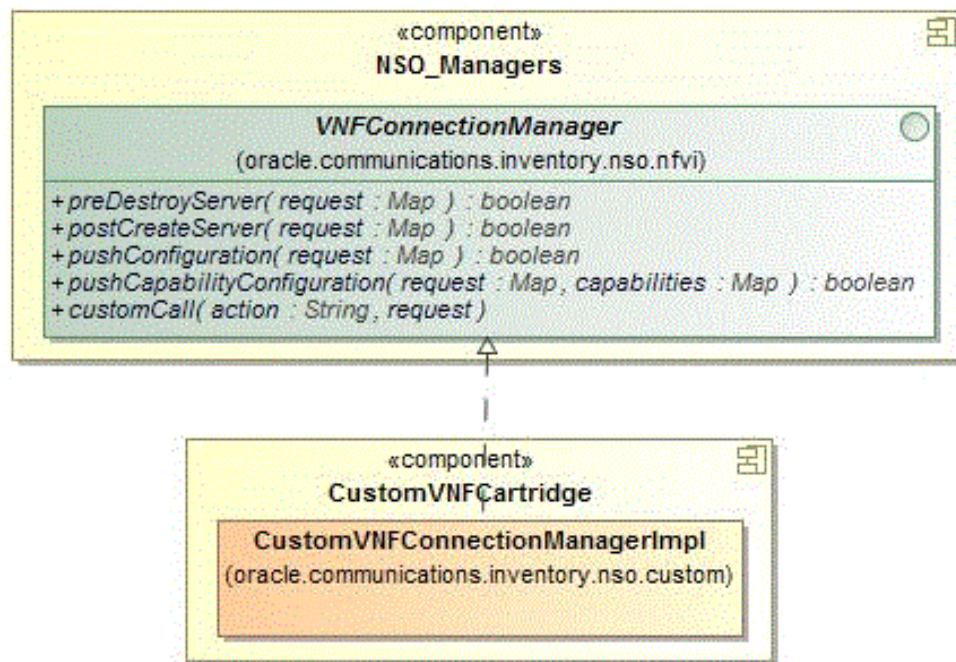 «component»
NSO_Managers
VNFConnectionManager
(oracle.communications.inventory.nso.nfvi)
+preDestroyServer( request : Map ) : boolean
+postCreateServer( request : Map ) : boolean
+pushConfiguration( request : Map ) : boolean
+pushCapabilityConfiguration( request : Map, capabilities : Map ) : boolean
+customCall( action : String, request )
«component»
CustomVNFCartridge
CustomVNFConnectionManagerImpl
(oracle.communications.inventory.nso.custom)